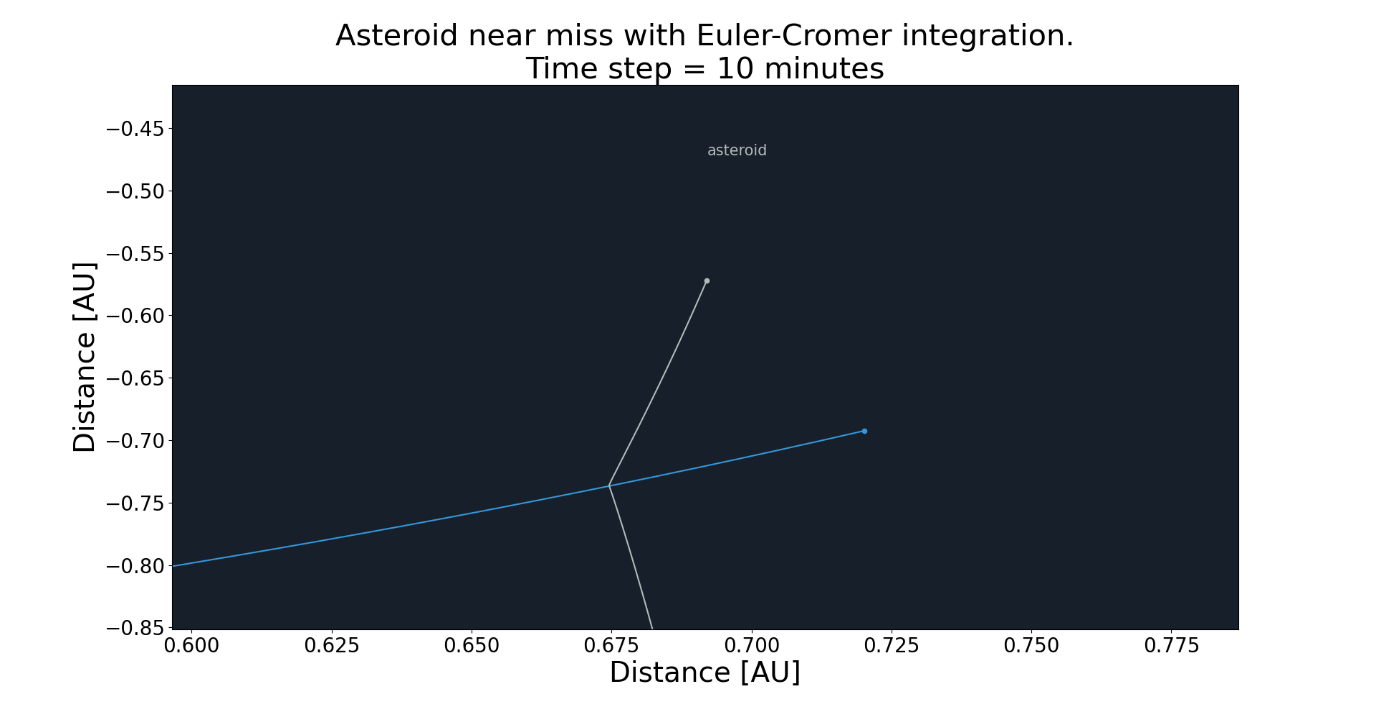 Asteroid near miss with Euler-Cromer integration.
Time step = 10 minutes
−0.45
asteroid
−0.50
−0.55
−0.60
−0.65
−0.70
−0.75
−0.80
−0.85
Distance [AU]
0.600 0.625 0.650 0.675 0.700 0.725 0.750 0.775
Distance [AU]